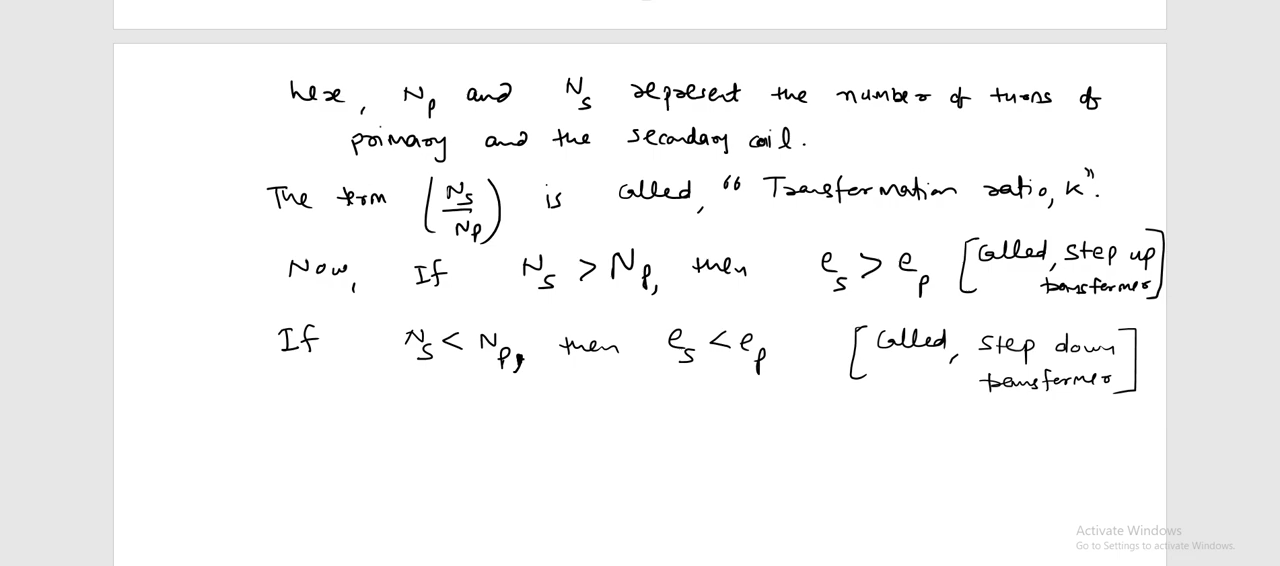 here, Np and Ns represent the number of turns of
primary and the secondary coil.
The term (Ns/Np) is called, "Transformation ratio, K".
Now, If Ns > Np, then es > ep [called, step up
transformer]
If Ns < Np, then es < ep [called, step down
transformer]
Activate Windows
Go to Settings to activate Windows.